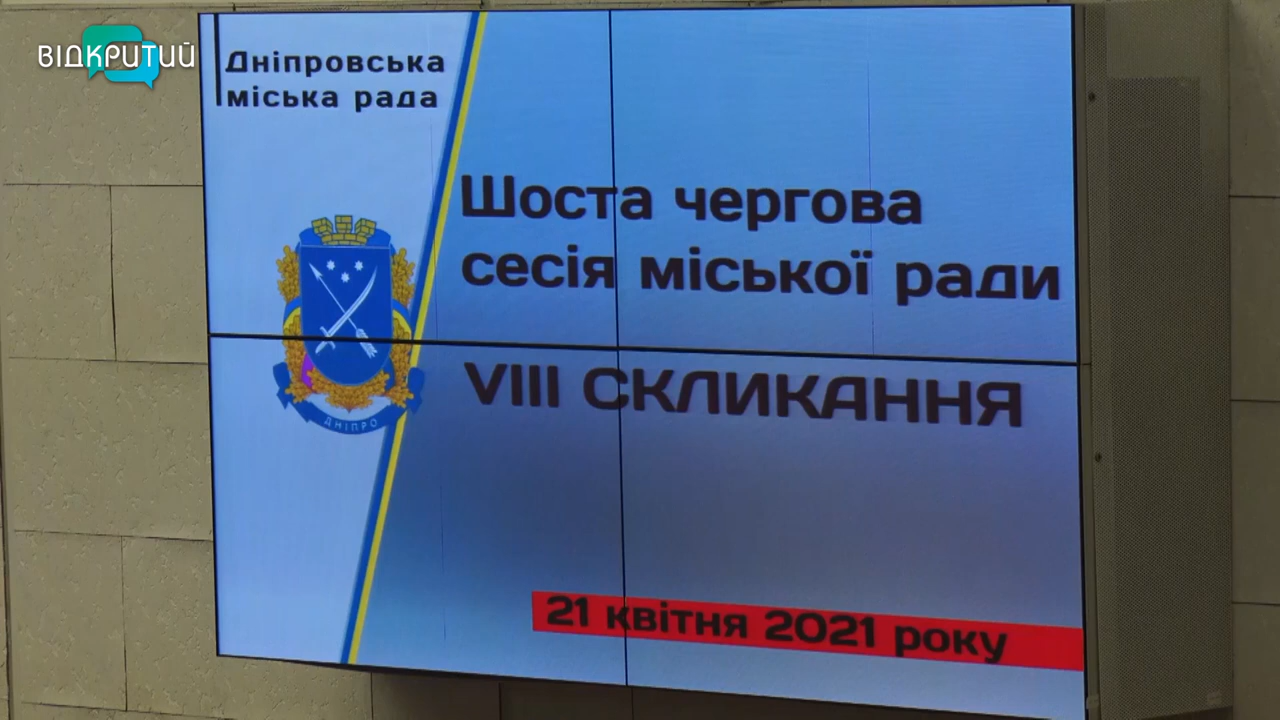 ВІДКРИТИЙ
Дніпровська
міська рада
Шоста чергова
сесія міської ради
VIII СКЛИКАННЯ
ДНІПРО
21 квітня 2021 року